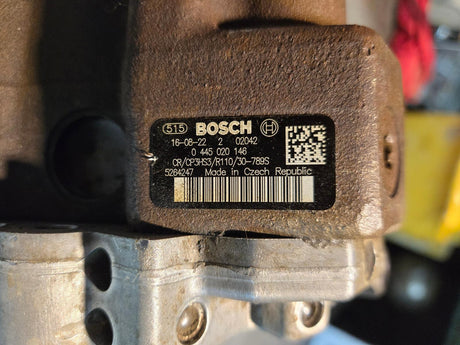 515 BOSCH
16-08-22 2 02042
0 445 020 146
CR/CP3HS3/R110/30-789S
5264247 Made in Czech Republic